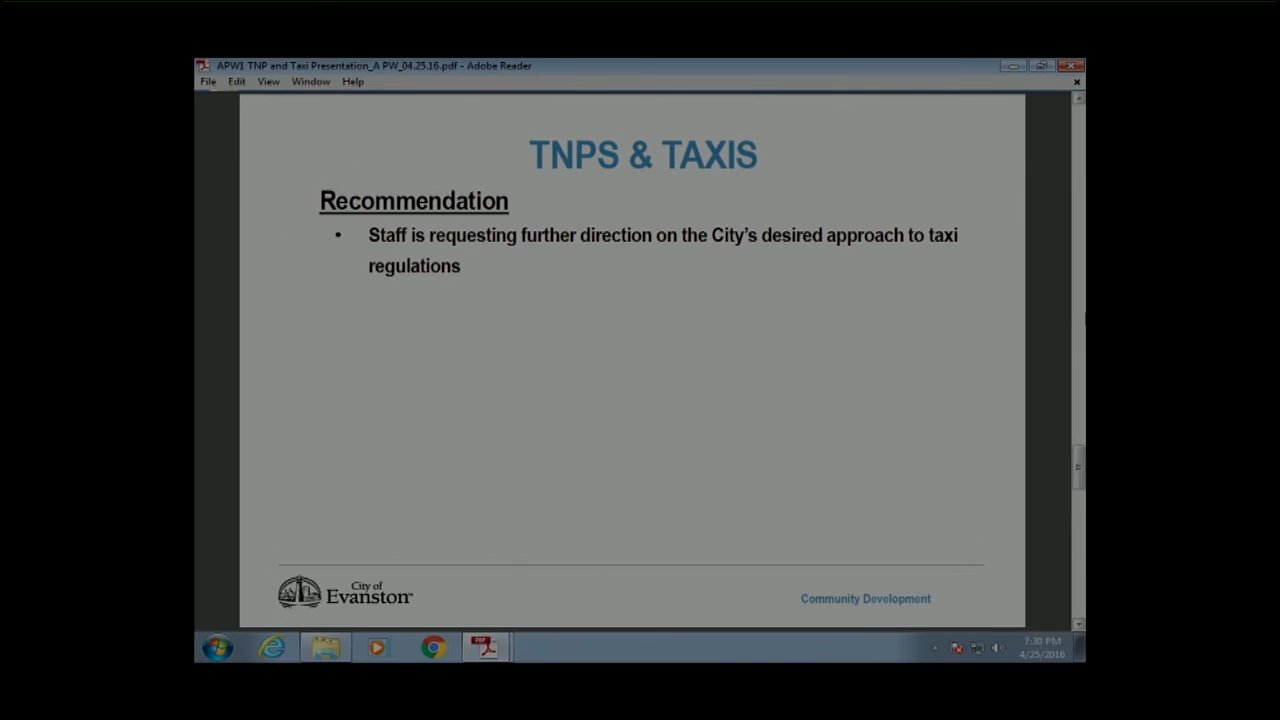 APW1 TNP and Taxi Presentation_A PW_04.25.16.pdf - Adobe Reader
File Edit View Window Help
TNPS & TAXIS
Recommendation
• Staff is requesting further direction on the City’s desired approach to taxi
regulations
City of
Evanston™
Community Development
PDF
7:30 PM
4/25/2016